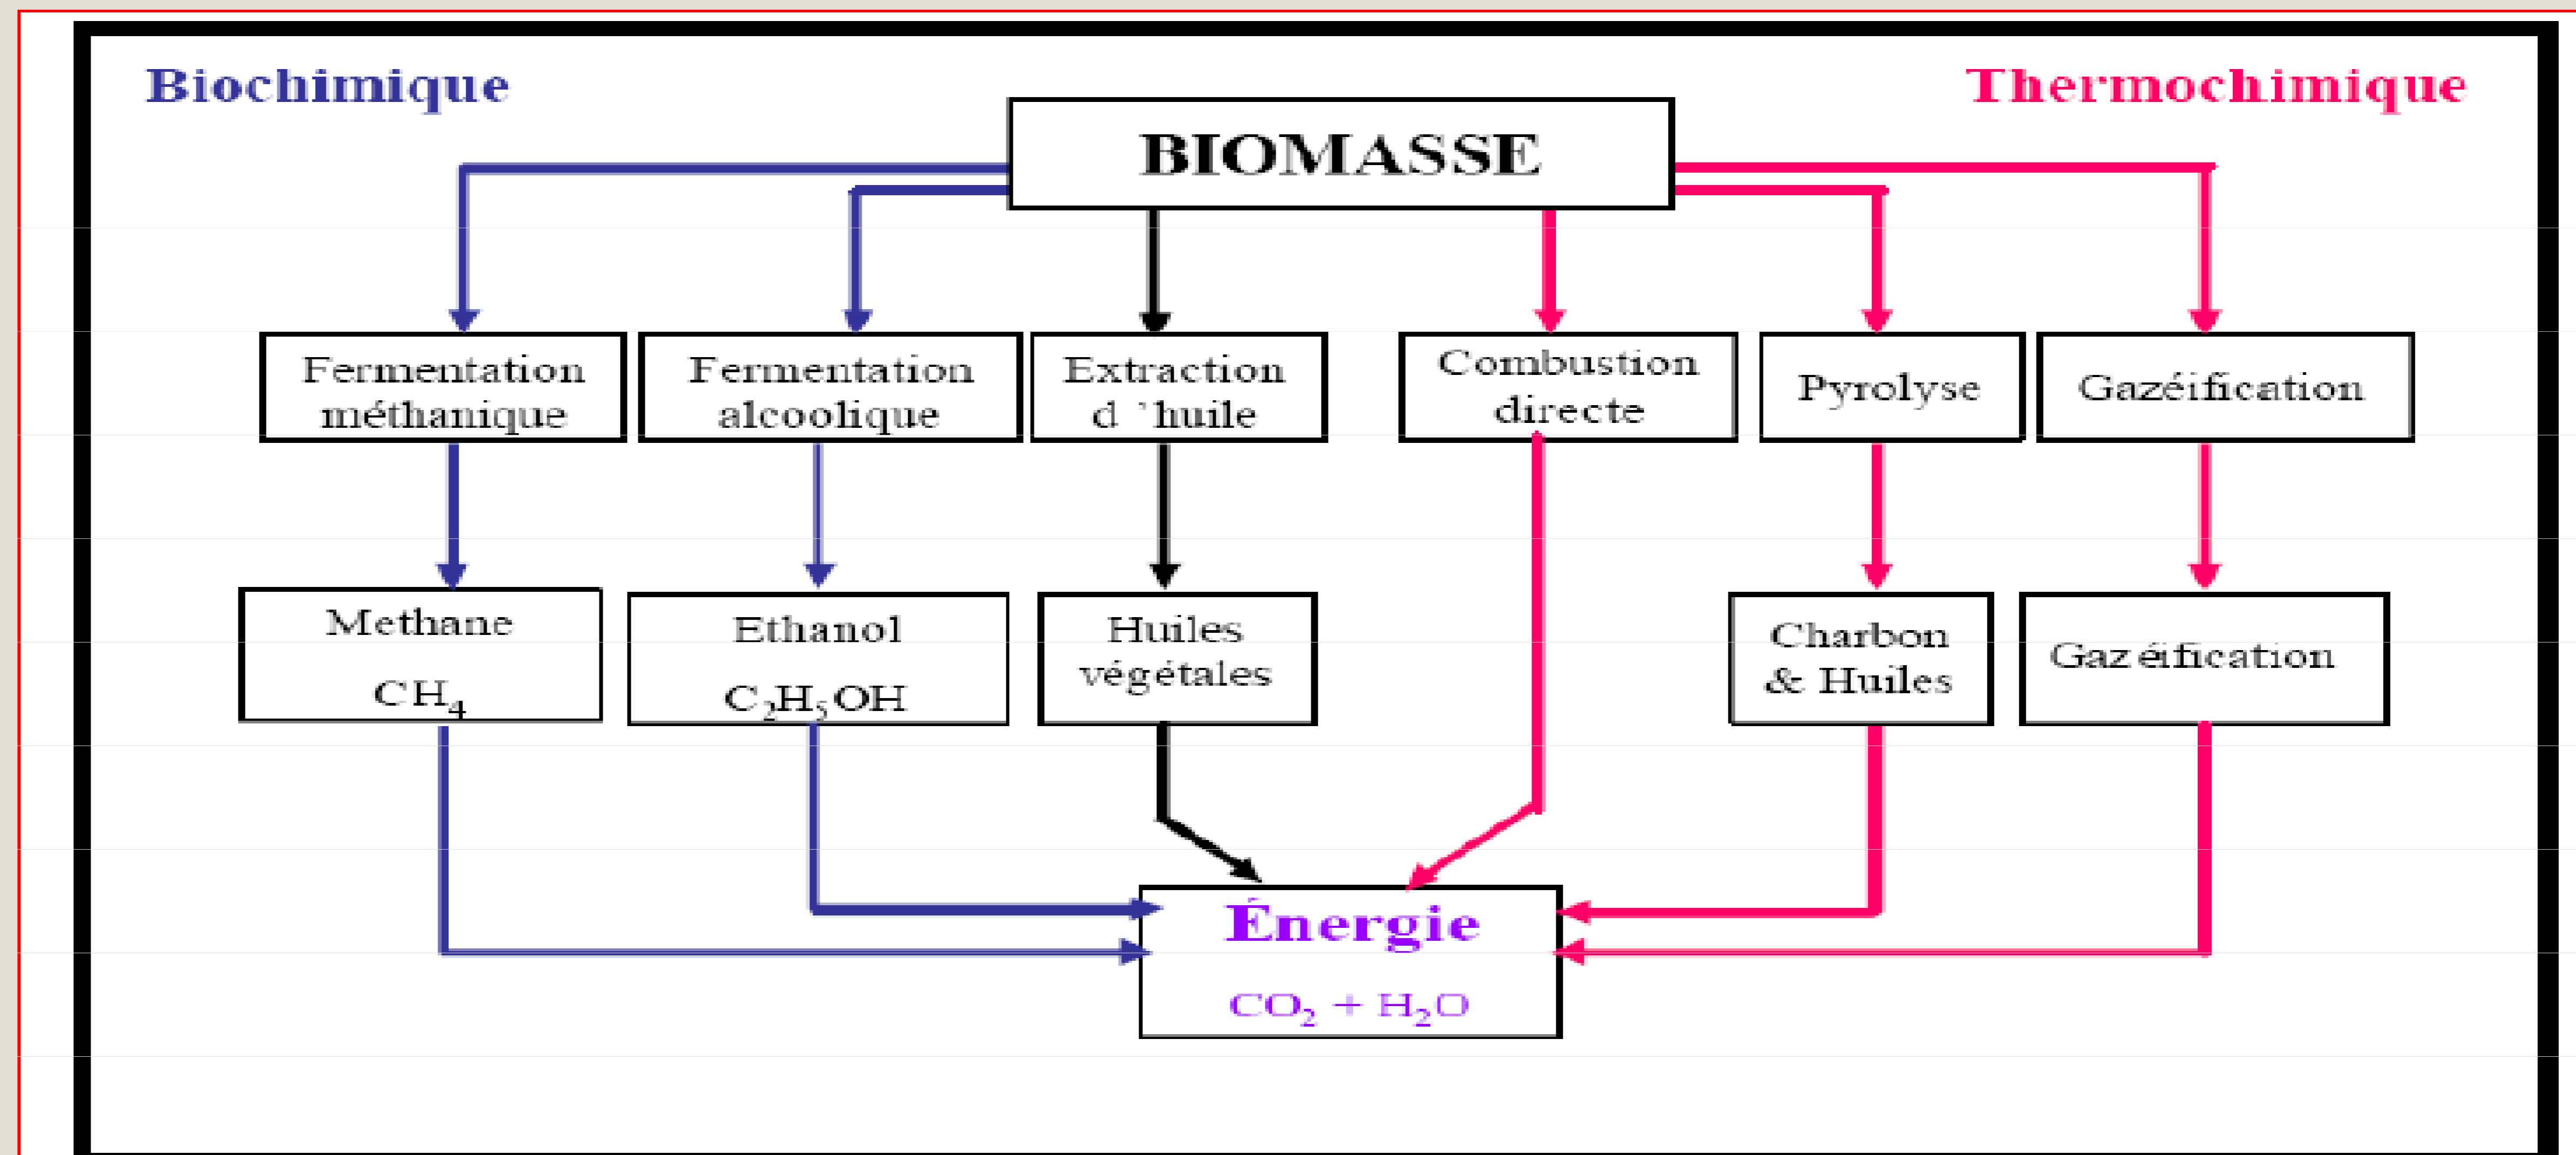 Biochimique
Thermochimique
BIOMASSE
Fermentation
méthanique
Fermentation
alcoolique
Extraction
d 'huile
Combustion
directe
Pyrolyse
Gazéification
Methane
CH₄
Ethanol
C₂H₅OH
Huiles
végétales
Charbon
& Huiles
Gazéification
Énergie
CO₂ + H₂O